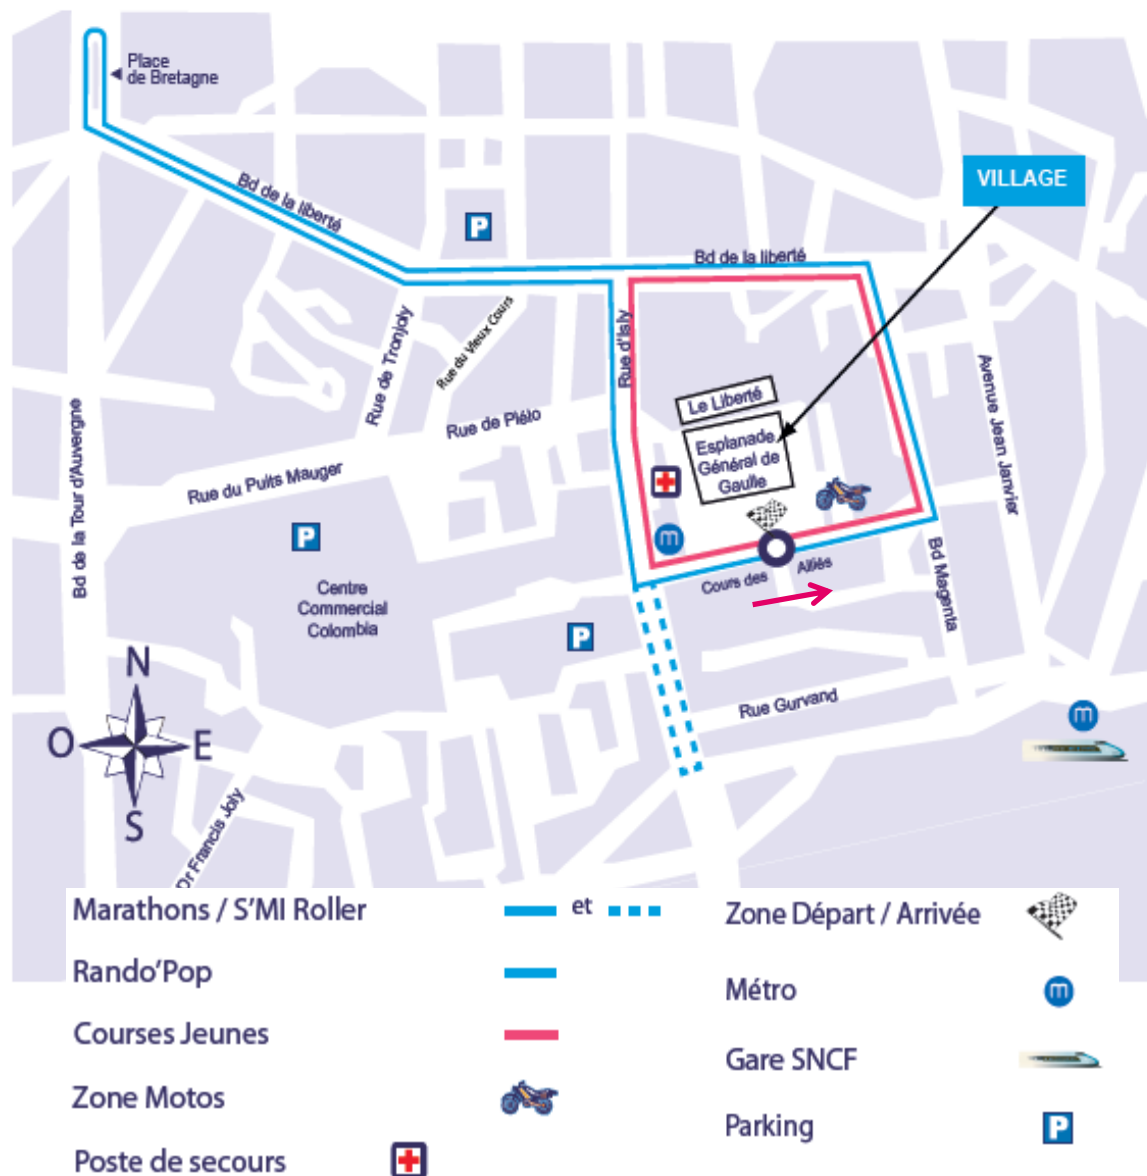 Place
de Bretagne
VILLAGE
Bd de la liberté
Bd de la liberté
Rue d'Isly
Rue du Vieux Cours
Rue de Tronjoly
Avenue Jean Janvier
Le Liberté
Rue de Plélo
Esplanade
Général de
Gaulle
Bd de la Tour d'Auvergne
Rue du Puits Mauger
P
P
P
m
Cours des Alliés
Bd Magenta
Centre
Commercial
Colombia
N
O
E
S
Rue Gurvand
m
Dr Francis Joly
Marathons / S'MI Roller
et
Zone Départ / Arrivée
Rando'Pop
Métro
m
Courses Jeunes
Gare SNCF
Zone Motos
Parking
P
Poste de secours